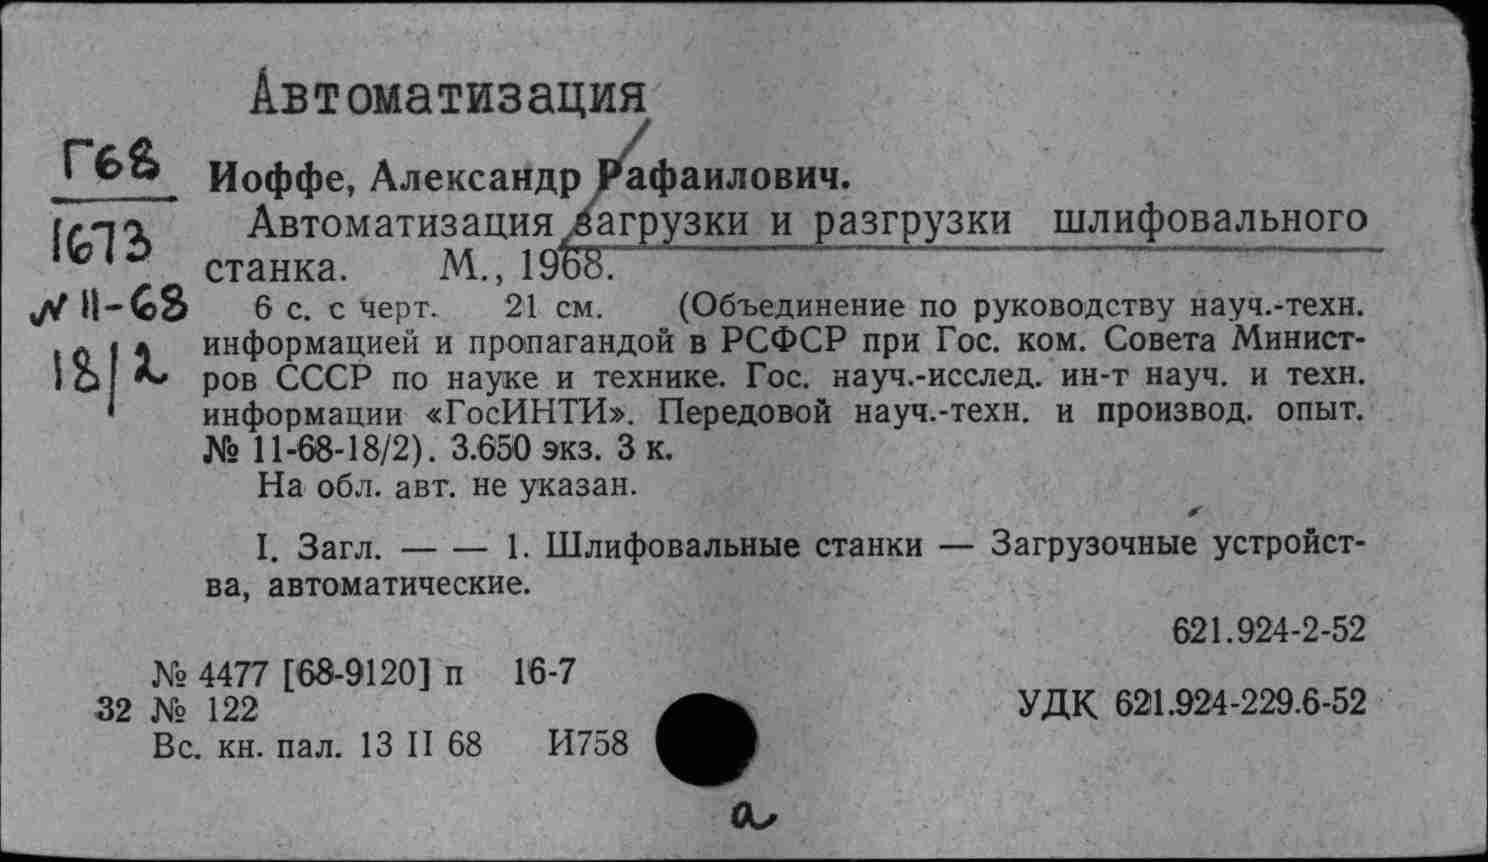 Автоматизация
Г68
1673
Иоффе, Александр Рафаилович.
Автоматизация загрузки и разгрузки шлифовального
станка. М., 1968.
№ 11-68
18/2
6 с. с черт. 21 см. (Объединение по руководству науч.-техн.
информацией и пропагандой в РСФСР при Гос. ком. Совета Минист-
ров СССР по науке и технике. Гос. науч.-исслед. ин-т науч. и техн.
информации «ГосИНТИ». Передовой науч.-техн. и производ. опыт.
№ 11-68-18/2). 3.650 экз. 3 к.
На обл. авт. не указан.
I. Загл. — — 1. Шлифовальные станки — Загрузочные устройст-
ва, автоматические.
621.924-2-52
№ 4477 [68-9120] п 16-7
32 № 122
УДК 621.924-229.6-52
Вс. кн. пал. 13 II 68 И758
а